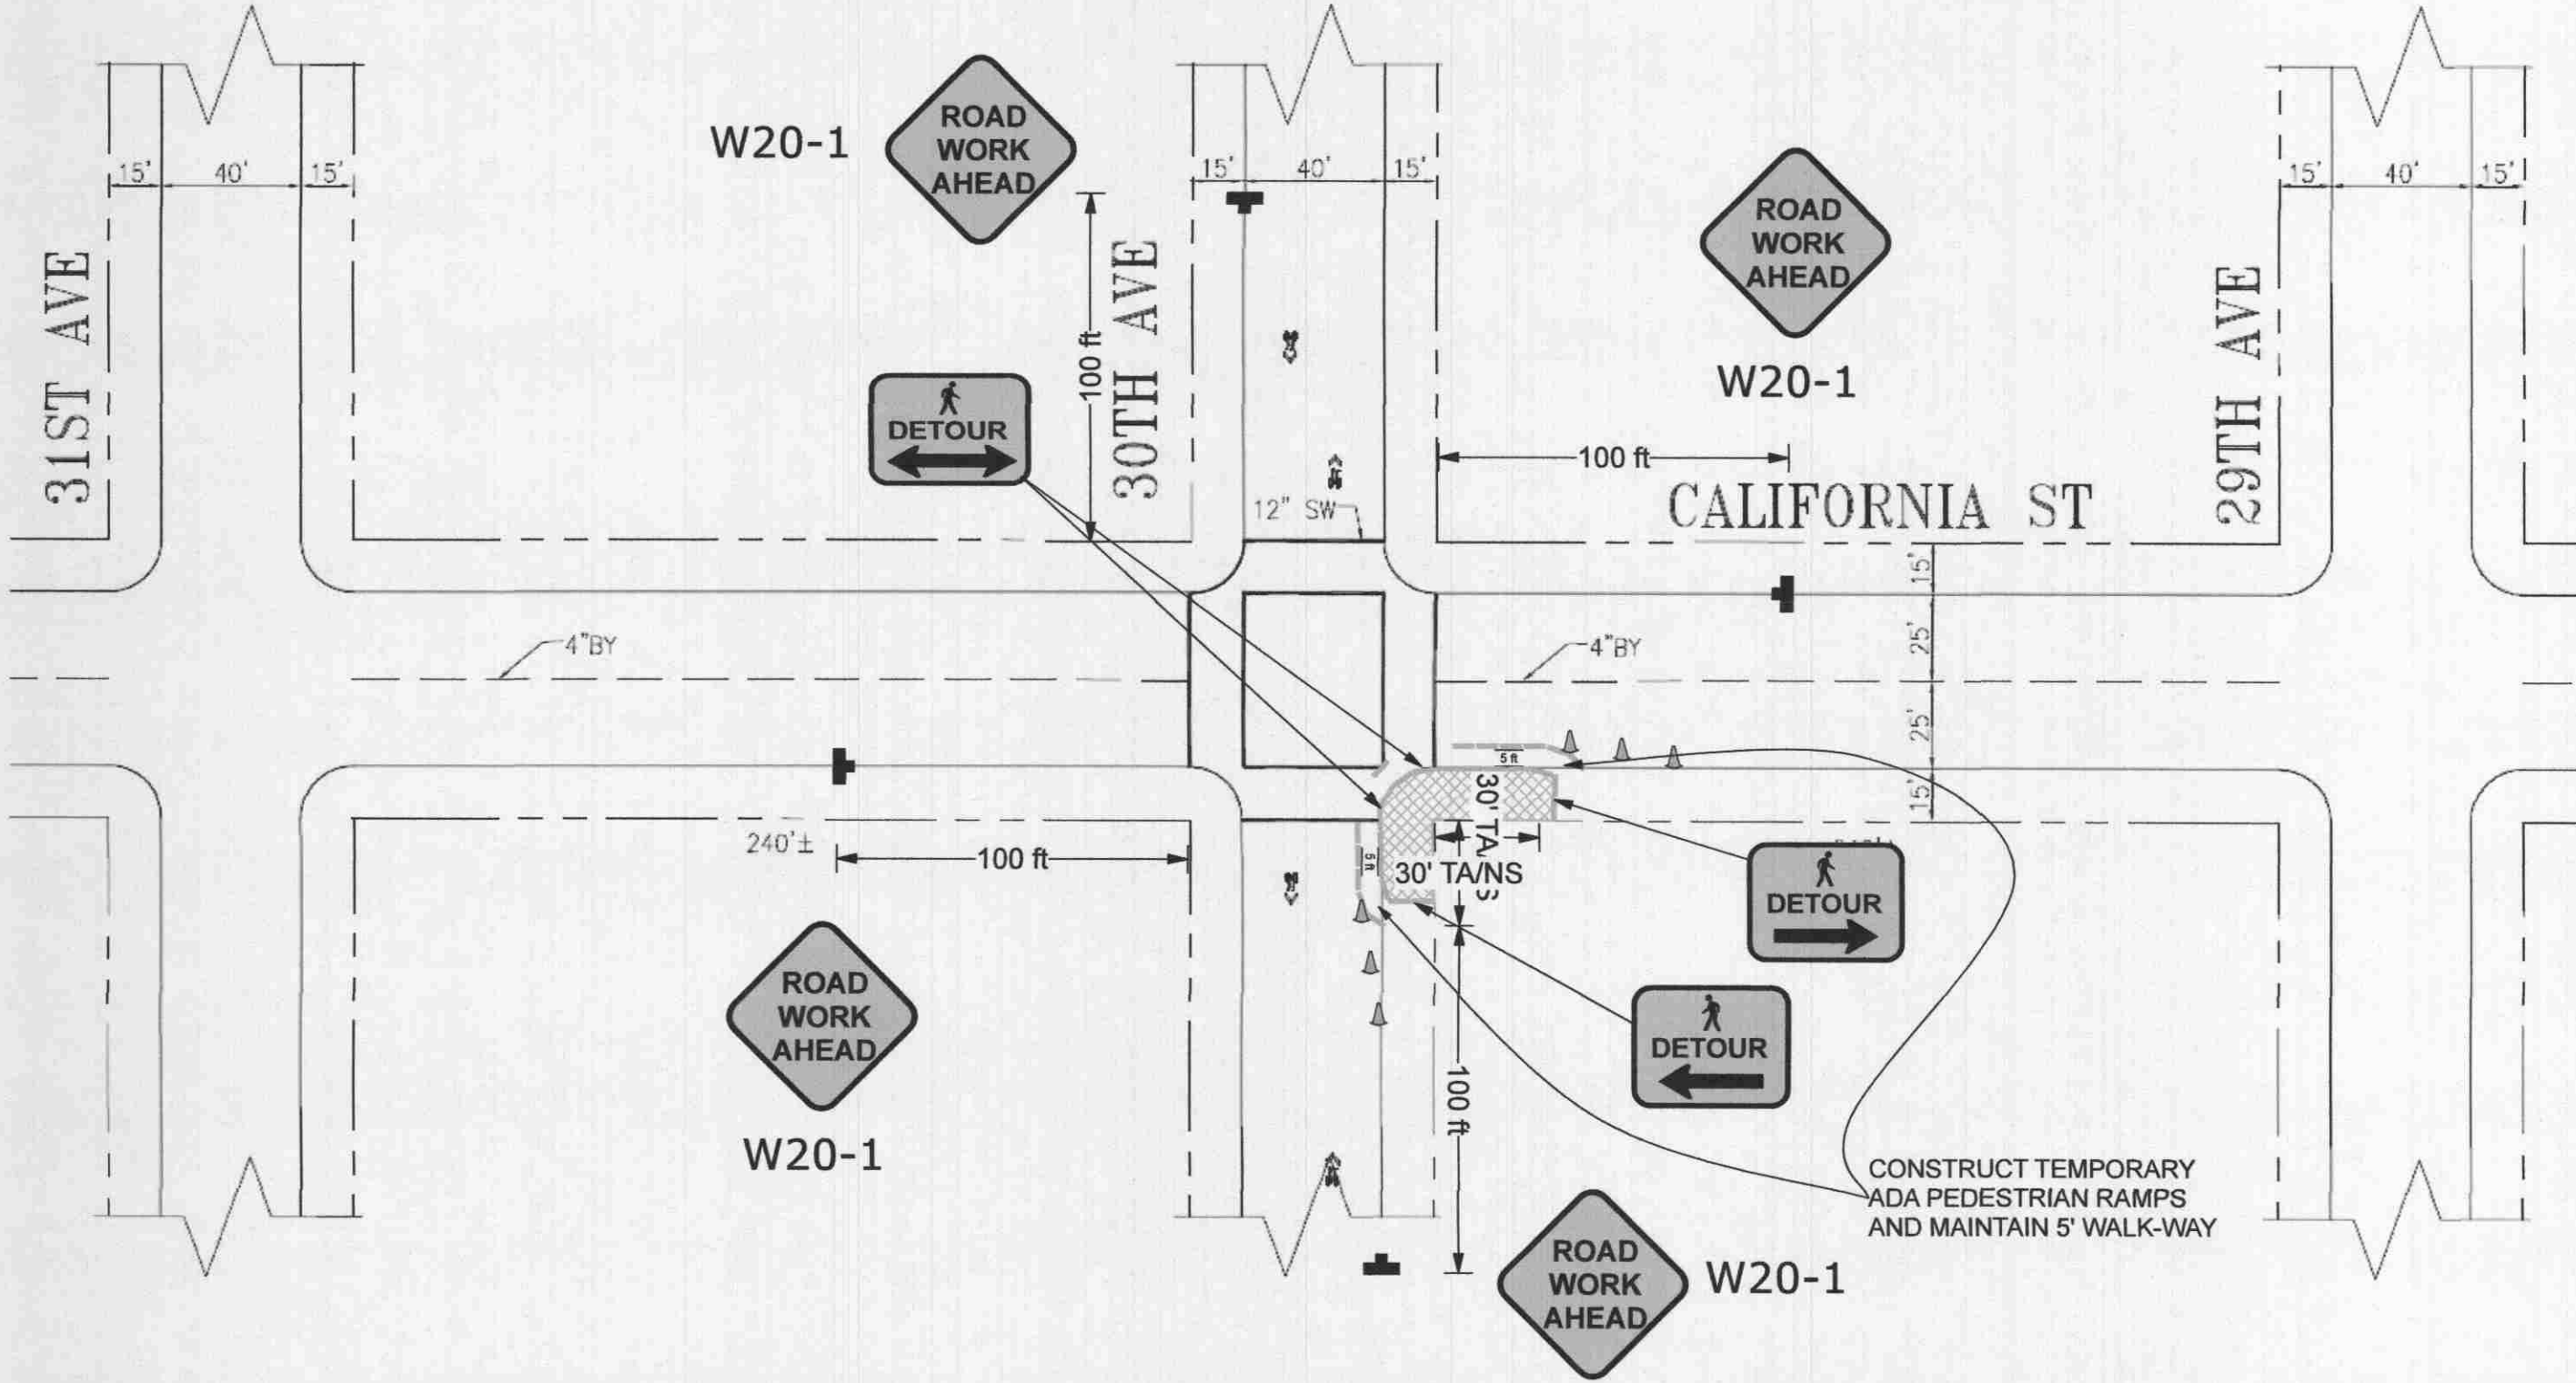 ROAD
WORK
AHEAD
W20-1
ROAD
WORK
AHEAD
W20-1
15'
40'
15'
15'
40'
15'
15'
40'
15'
31ST AVE
30TH AVE
29TH AVE
100 ft
DETOUR
100 ft
CALIFORNIA ST
12" SW
4"BY
4"BY
15'
25'
25'
15'
5 ft
30' TA/NS
5 ft
30' TA/NS
240'±
100 ft
DETOUR
DETOUR
ROAD
WORK
AHEAD
W20-1
100 ft
CONSTRUCT TEMPORARY
ADA PEDESTRIAN RAMPS
AND MAINTAIN 5' WALK-WAY
ROAD
WORK
AHEAD
W20-1